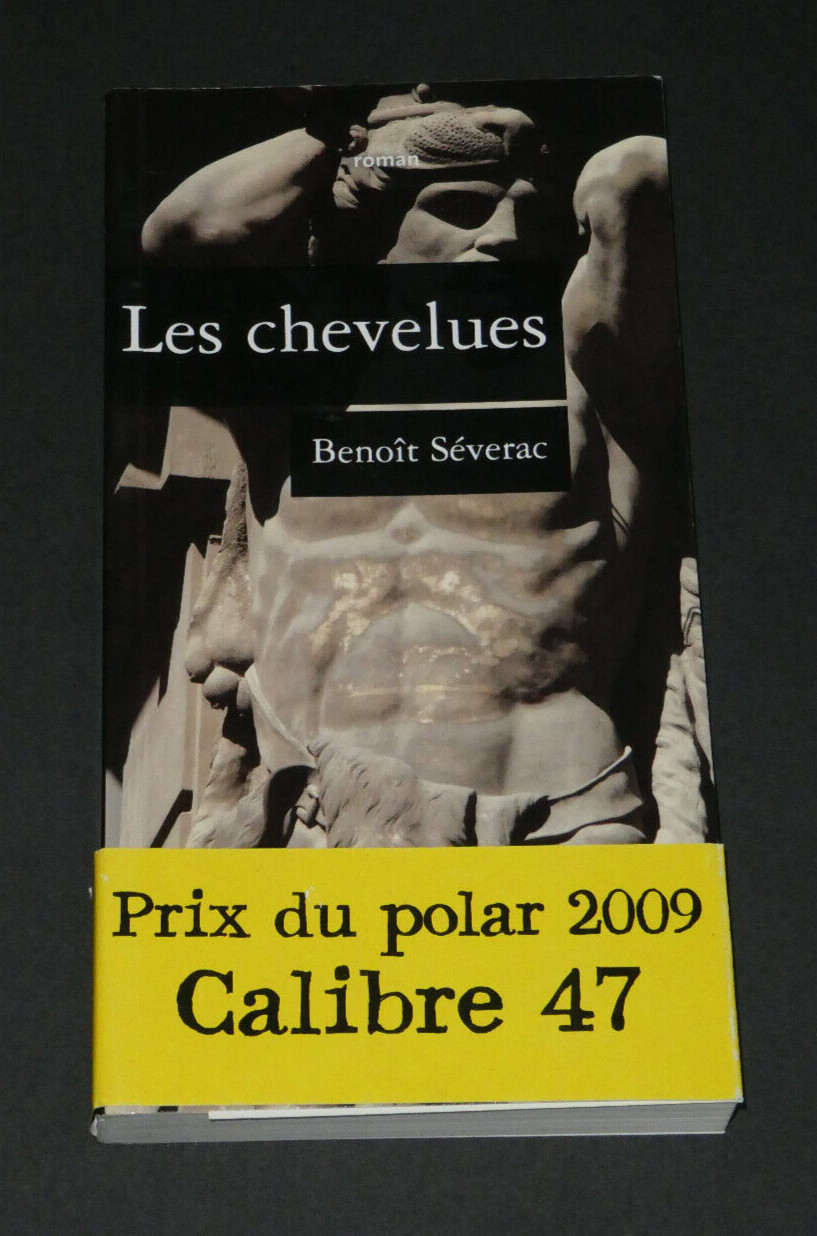 roman
Les chevelues
Benoît Séverac
Prix du polar 2009
Calibre 47